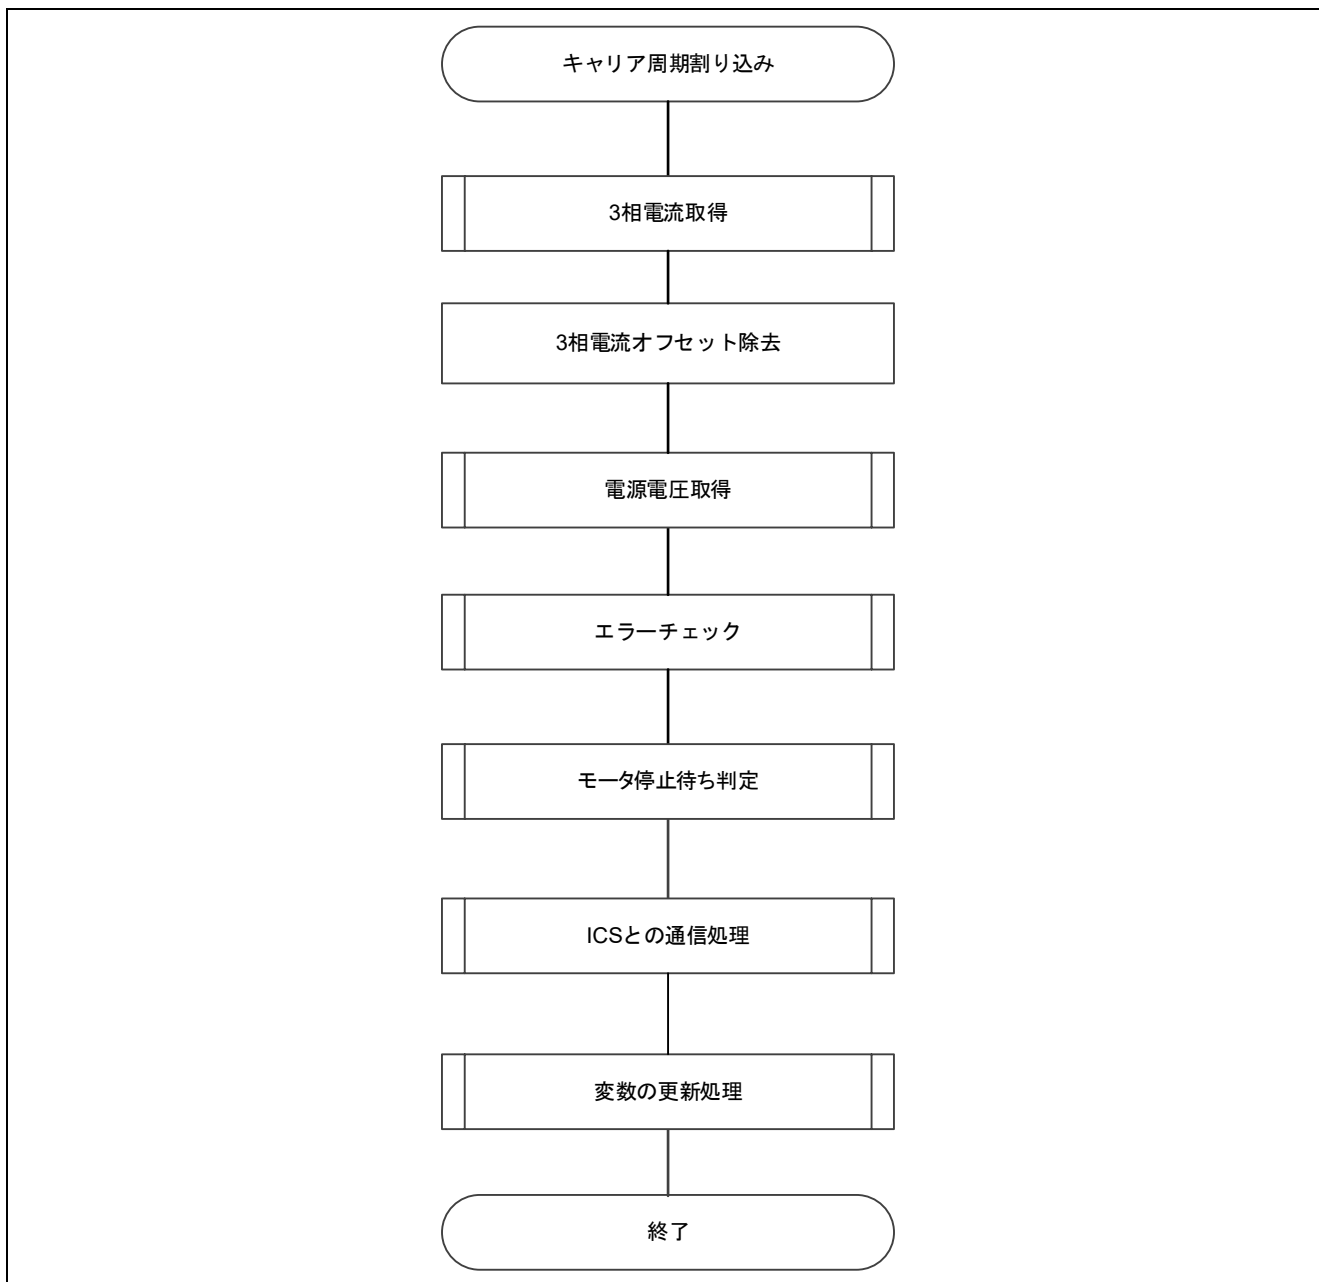 キャリア周期割り込み
3相電流取得
3相電流オフセット除去
電源電圧取得
エラーチェック
モータ停止待ち判定
ICSとの通信処理
変数の更新処理
終了